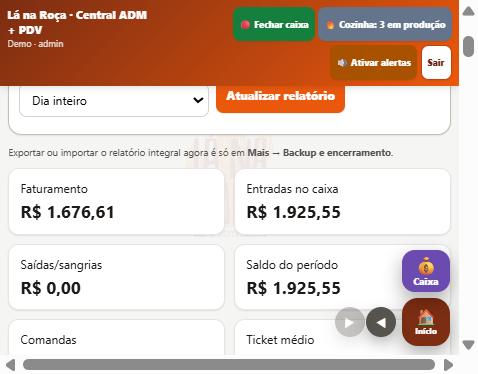 Lá na Roça - Central ADM
+ PDV
Demo - admin
Fechar caixa
Cozinha: 3 em produção
Ativar alertas
Sair
Dia inteiro
Atualizar relatório
Exportar ou importar o relatório integral agora é só em Mais → Backup e encerramento.
Faturamento
R$ 1.676,61
Entradas no caixa
R$ 1.925,55
Saídas/sangrias
R$ 0,00
Saldo do período
R$ 1.925,55
Caixa
Início
Comandas
Ticket médio